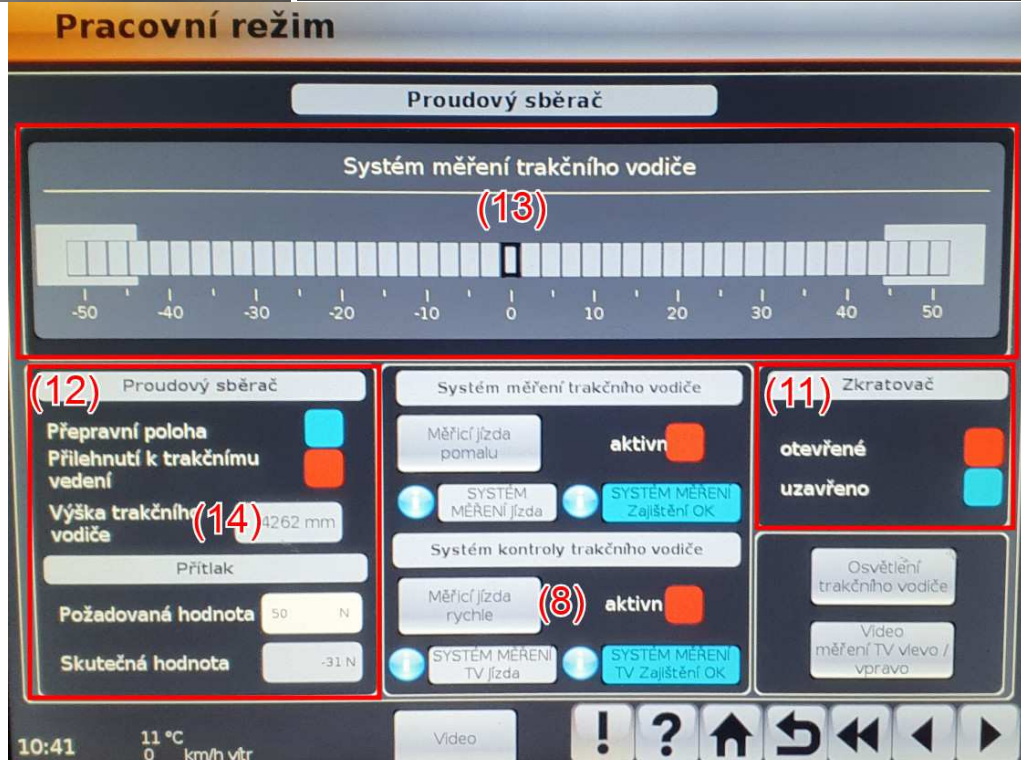 Pracovní režim
Proudový sběrač
Systém měření trakčního vodiče
(13)
-50 -40 -30 -20 -10 0 10 20 30 40 50
(12)
Proudový sběrač
Přepravní poloha
Přilehnutí k trakčnímu
vedení
Výška trakčního
vodiče
(14)
4262 mm
Přítlak
Požadovaná hodnota
50 N
Skutečná hodnota
-31 N
Systém měření trakčního vodiče
Měřicí jízda
pomalu
aktivn
SYSTÉM
MĚŘENÍ Jízda
SYSTÉM MĚŘENÍ
Zajištění OK
Systém kontroly trakčního vodiče
Měřicí jízda
rychle
(8)
aktivn
SYSTÉM MĚŘENÍ
TV Jízda
SYSTÉM MĚŘENÍ
TV Zajištění OK
(11)
Zkratovač
otevřené
uzavřeno
Osvětlení
trakčního vodiče
Video
měření TV vlevo /
vpravo
10:41
11 °C
0 km/h vítr
Video
! ?